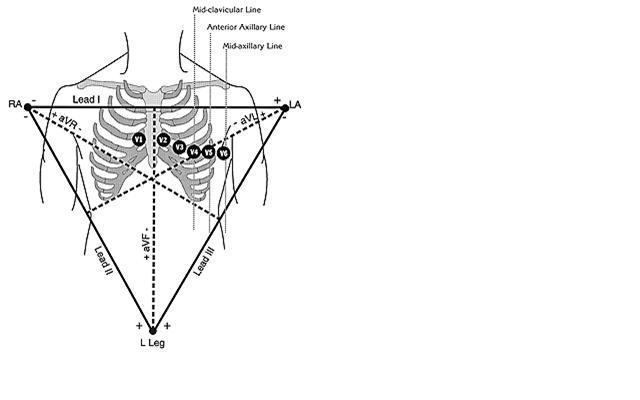 Mid-clavicular Line
Anterior Axillary Line
Mid-axillary Line
RA - Lead I + LA
- -
+ aVR -
- aVL +
V1 V2 V3 V4 V5 V6
+ aVF -
Lead II
Lead III
+ +
L Leg